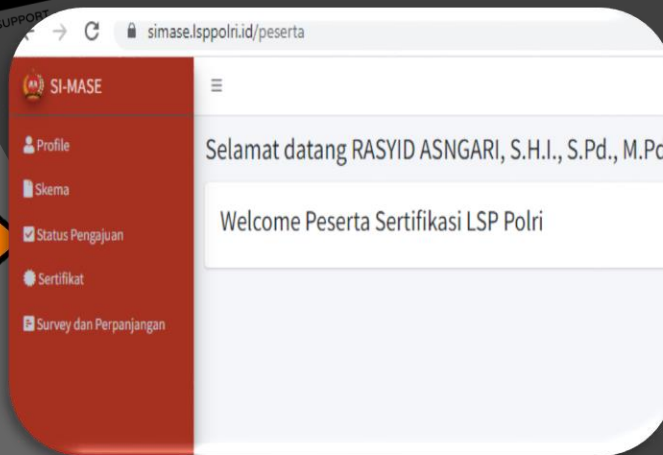 SUPPORT
simase.lsppolri.id/peserta
SI-MASE
Profile
Skema
Status Pengajuan
Sertifikat
Survey dan Perpanjangan
Selamat datang RASYID ASNGARI, S.H.I., S.Pd., M.Pd
Welcome Peserta Sertifikasi LSP Polri